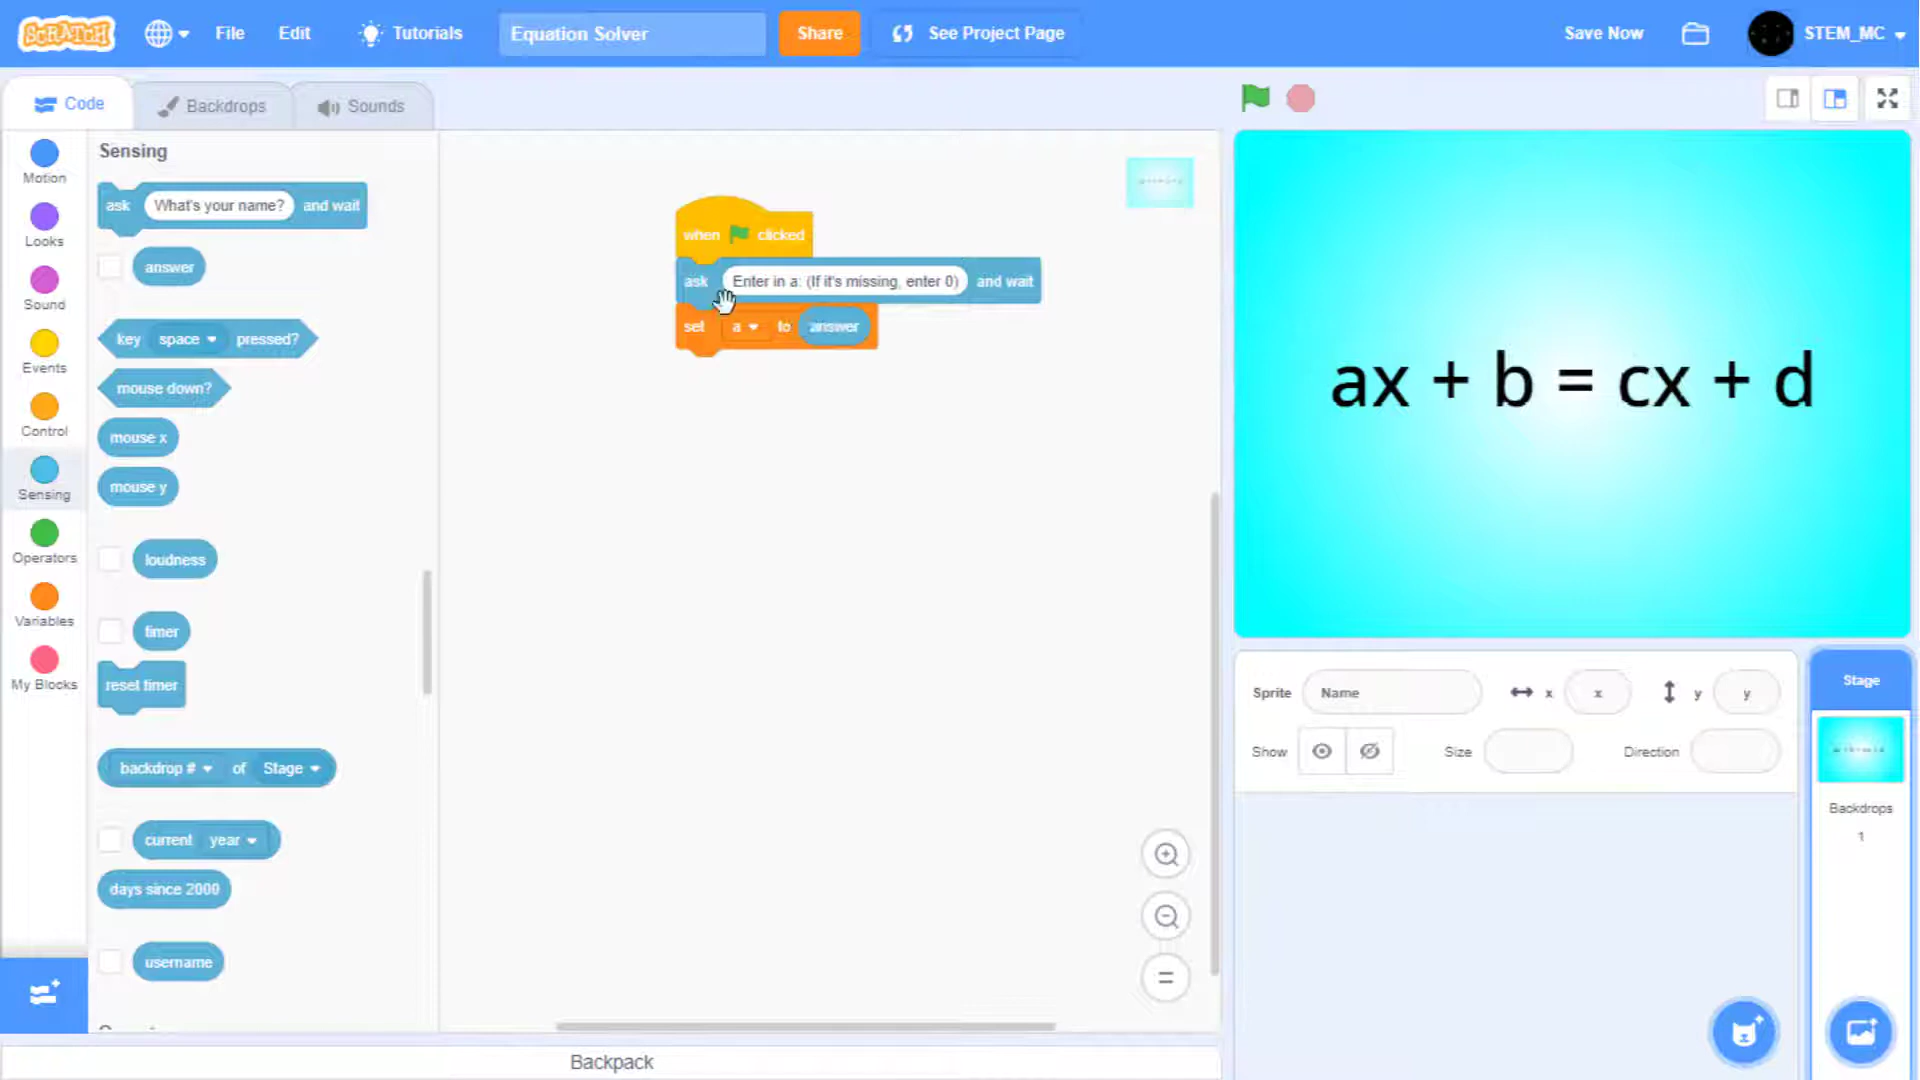 SCRATCH File Edit Tutorials Equation Solver Share See Project Page Save Now STEM_MC
Code Backdrops Sounds
Motion
Looks
Sound
Events
Control
Sensing
Operators
Variables
My Blocks
Sensing
ask What's your name? and wait
answer
key space pressed?
mouse down?
mouse x
mouse y
loudness
timer
reset timer
backdrop # of Stage
current year
days since 2000
username
when clicked
ask Enter in a: (If it's missing, enter 0) and wait
set a to answer
ax + b = cx + d
Sprite Name x x y y
Show Size Direction
Stage
Backdrops
1
Backpack